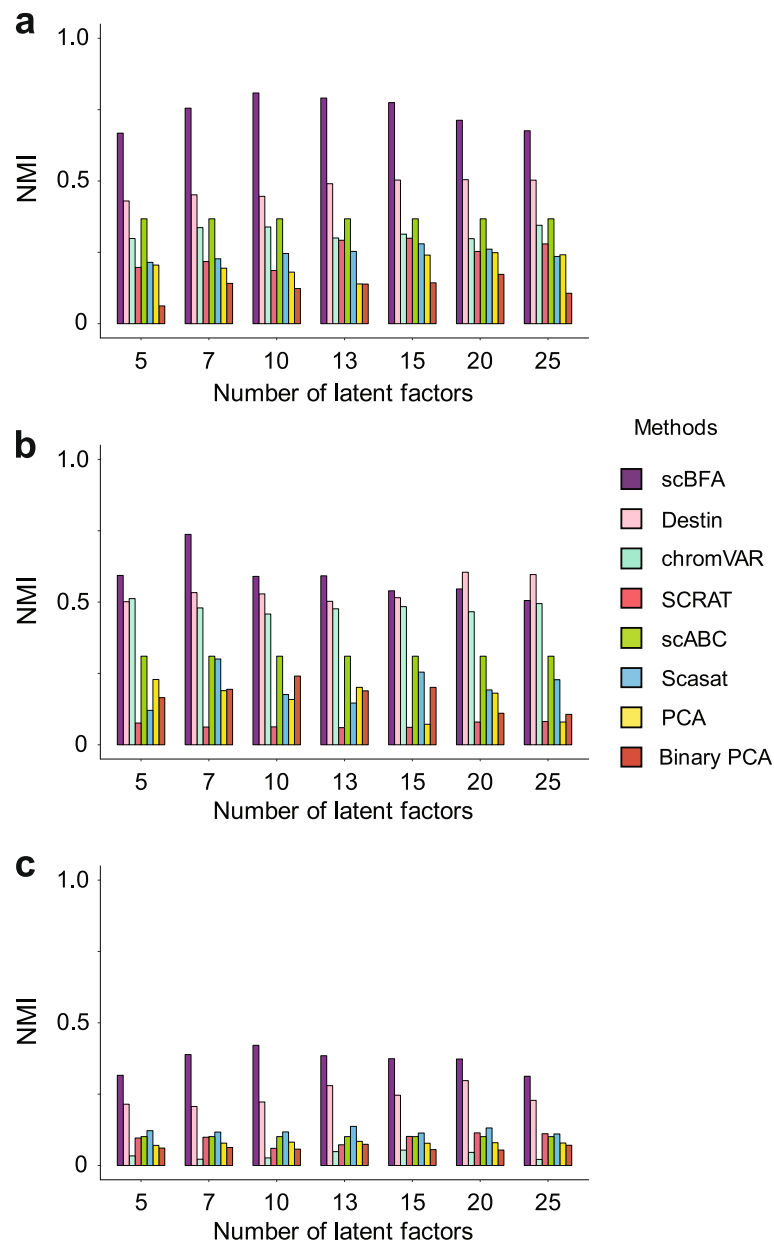 a
1.0
0.5
0
NMI
5 7 10 13 15 20 25
Number of latent factors
b
1.0
0.5
0
NMI
5 7 10 13 15 20 25
Number of latent factors
Methods
scBFA
Destin
chromVAR
SCRAT
scABC
Scasat
PCA
Binary PCA
c
1.0
0.5
0
NMI
5 7 10 13 15 20 25
Number of latent factors